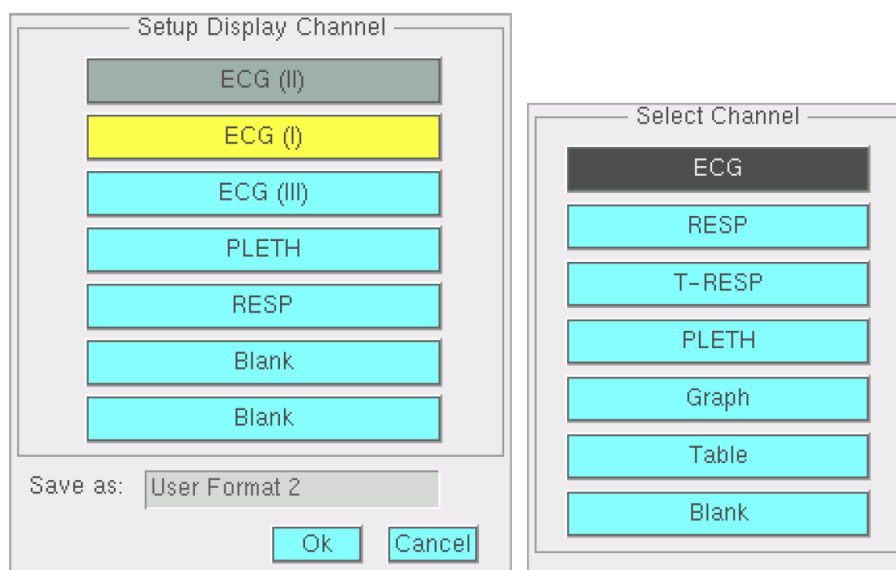 Setup Display Channel
ECG (II)
ECG (I)
ECG (III)
PLETH
RESP
Blank
Blank
Save as: User Format 2
Ok Cancel
Select Channel
ECG
RESP
T-RESP
PLETH
Graph
Table
Blank